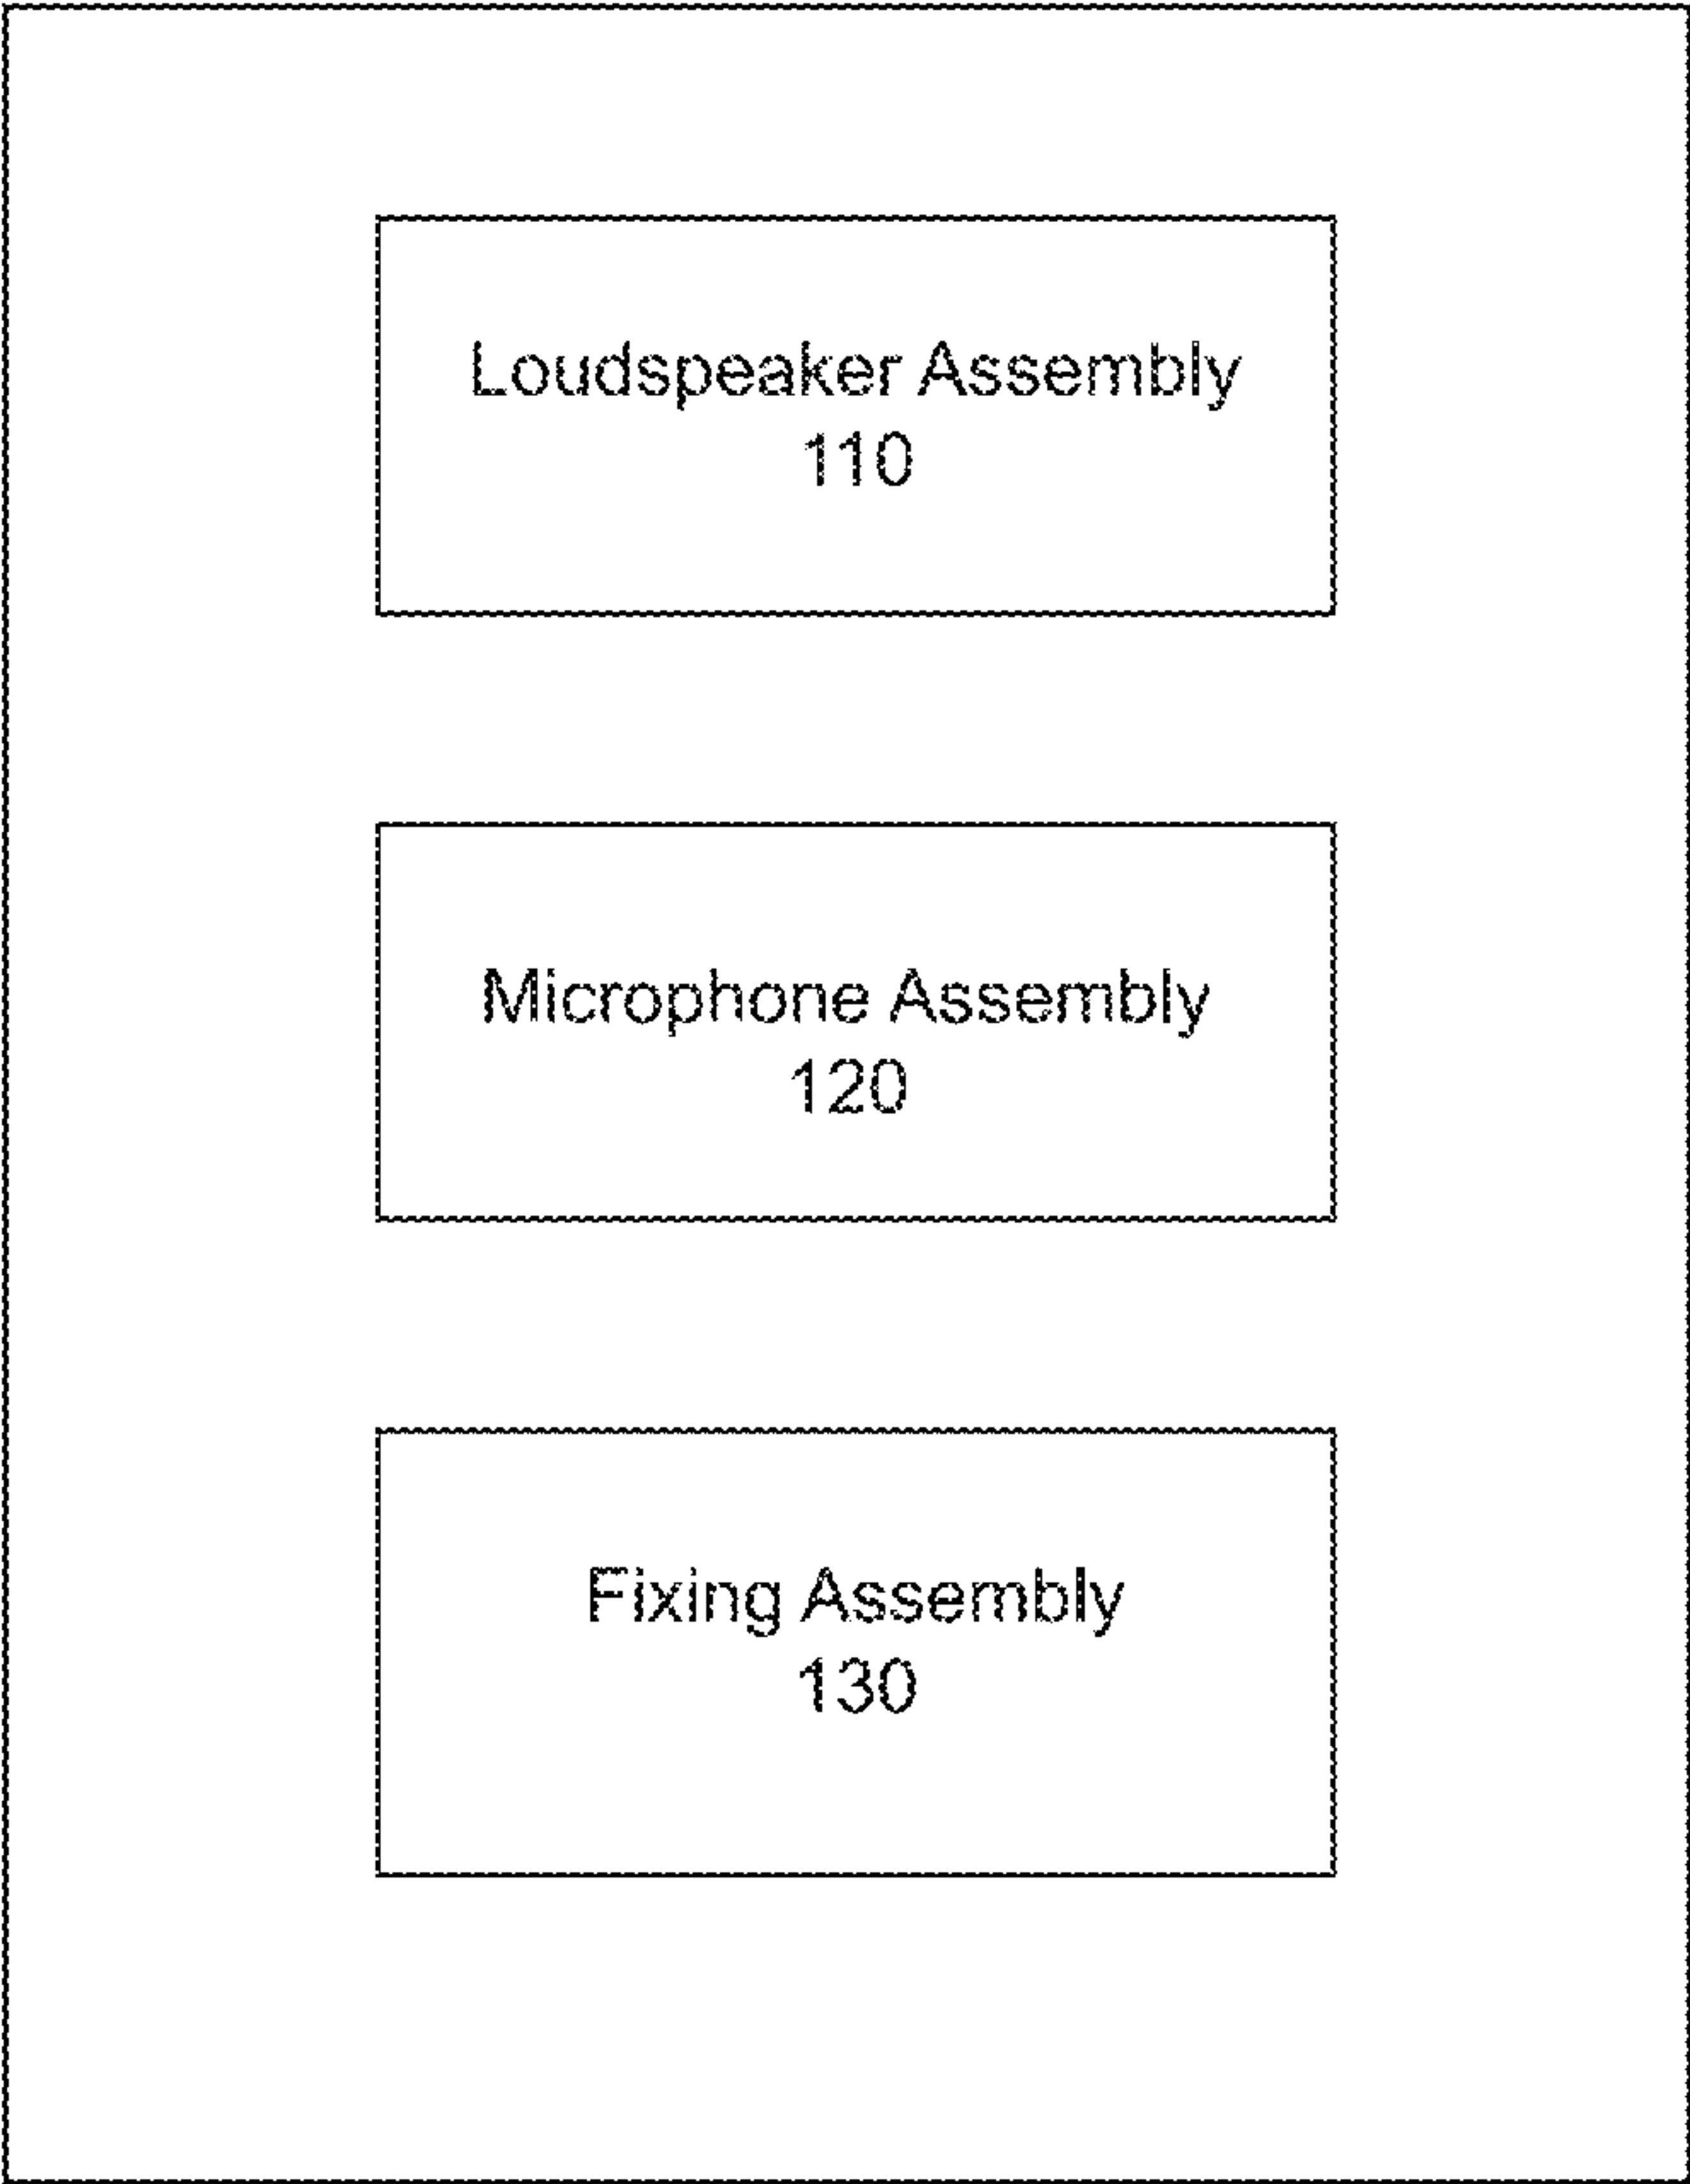 Loudspeaker Assembly
110
Microphone Assembly
120
Fixing Assembly
130